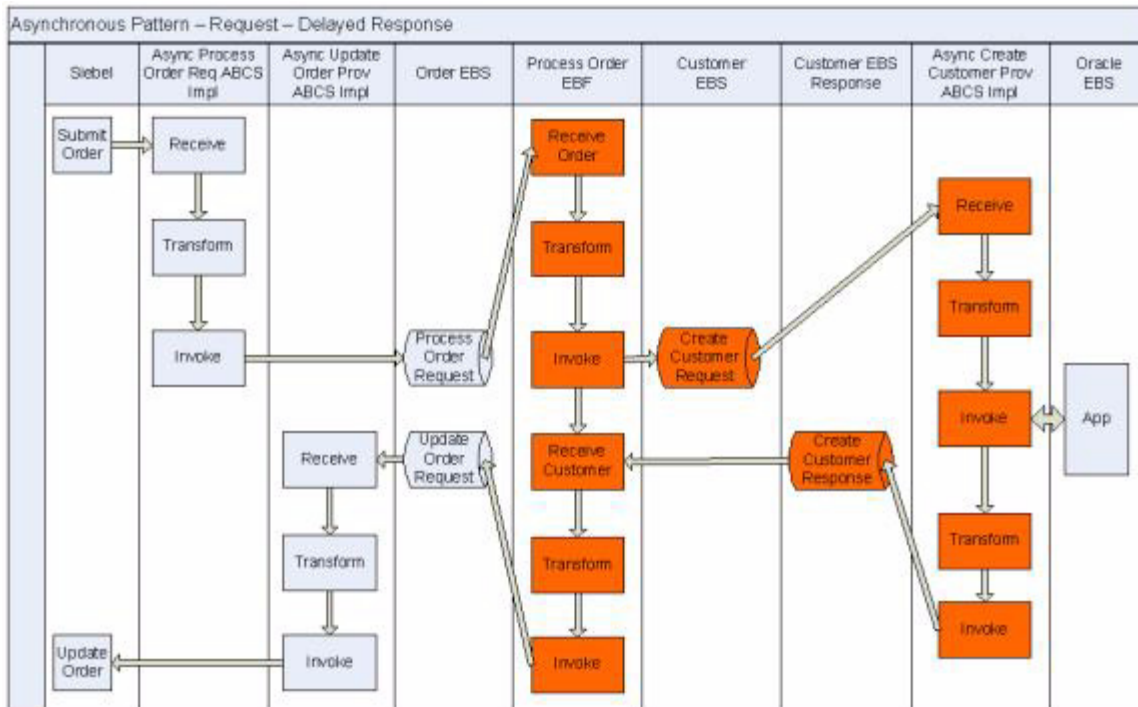 Asynchronous Pattern – Request – Delayed Response
Siebel
Async Process
Order Req ABCS
Impl
Async Update
Order Prov
ABCS Impl
Order EBS
Process Order
EBF
Customer
EBS
Customer EBS
Response
Async Create
Customer Prov
ABCS Impl
Oracle
EBS
Submit
Order
Receive
Transform
Invoke
Process
Order
Request
Receive
Order
Transform
Invoke
Create
Customer
Request
Receive
Transform
Invoke
App
Transform
Invoke
Create
Customer
Response
Receive
Customer
Transform
Invoke
Update
Order
Request
Receive
Transform
Invoke
Update
Order